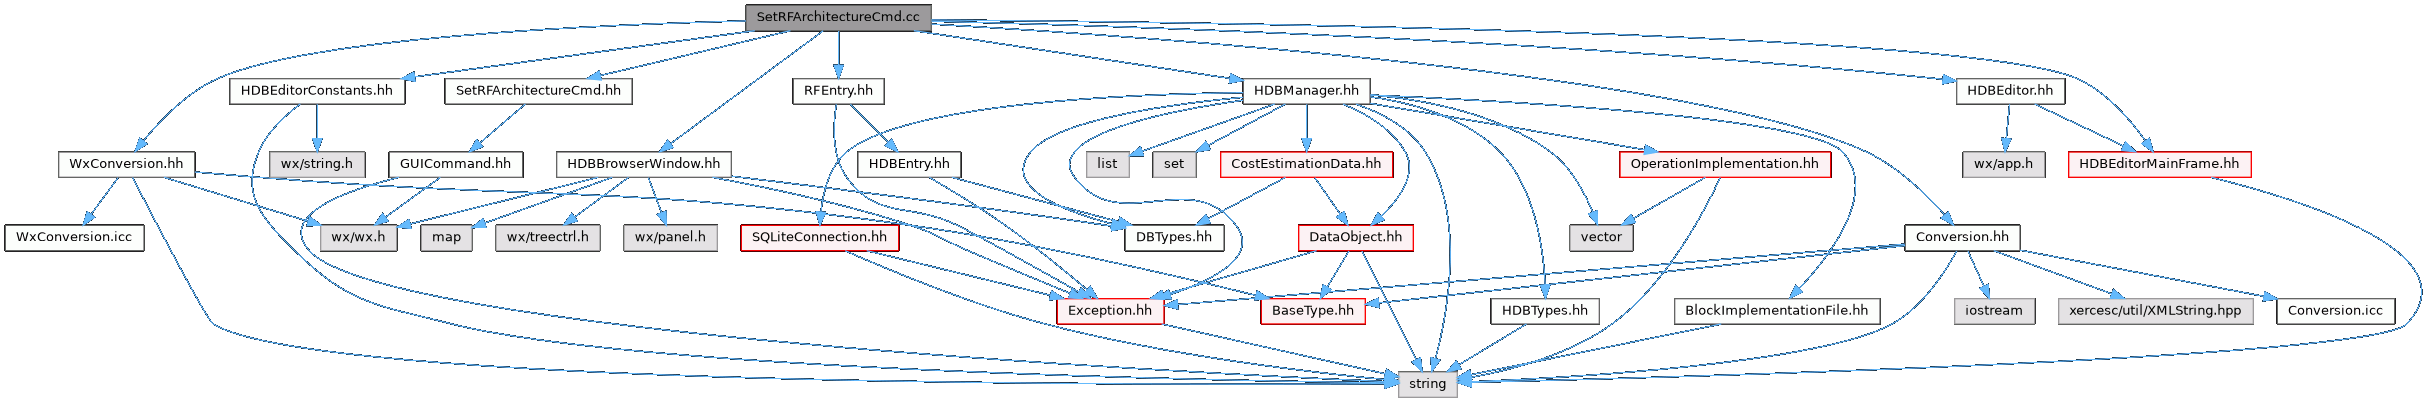 SetRFArchitectureCmd.cc
HDBEditorConstants.hh
SetRFArchitectureCmd.hh
RFEntry.hh
HDBManager.hh
HDBEditor.hh
WxConversion.hh
wx/string.h
GUICommand.hh
HDBBrowserWindow.hh
HDBEntry.hh
list
set
CostEstimationData.hh
OperationImplementation.hh
wx/app.h
HDBEditorMainFrame.hh
WxConversion.icc
wx/wx.h
map
wx/treectrl.h
wx/panel.h
SQLiteConnection.hh
DBTypes.hh
DataObject.hh
vector
Conversion.hh
Exception.hh
BaseType.hh
HDBTypes.hh
BlockImplementationFile.hh
iostream
xercesc/util/XMLString.hpp
Conversion.icc
string